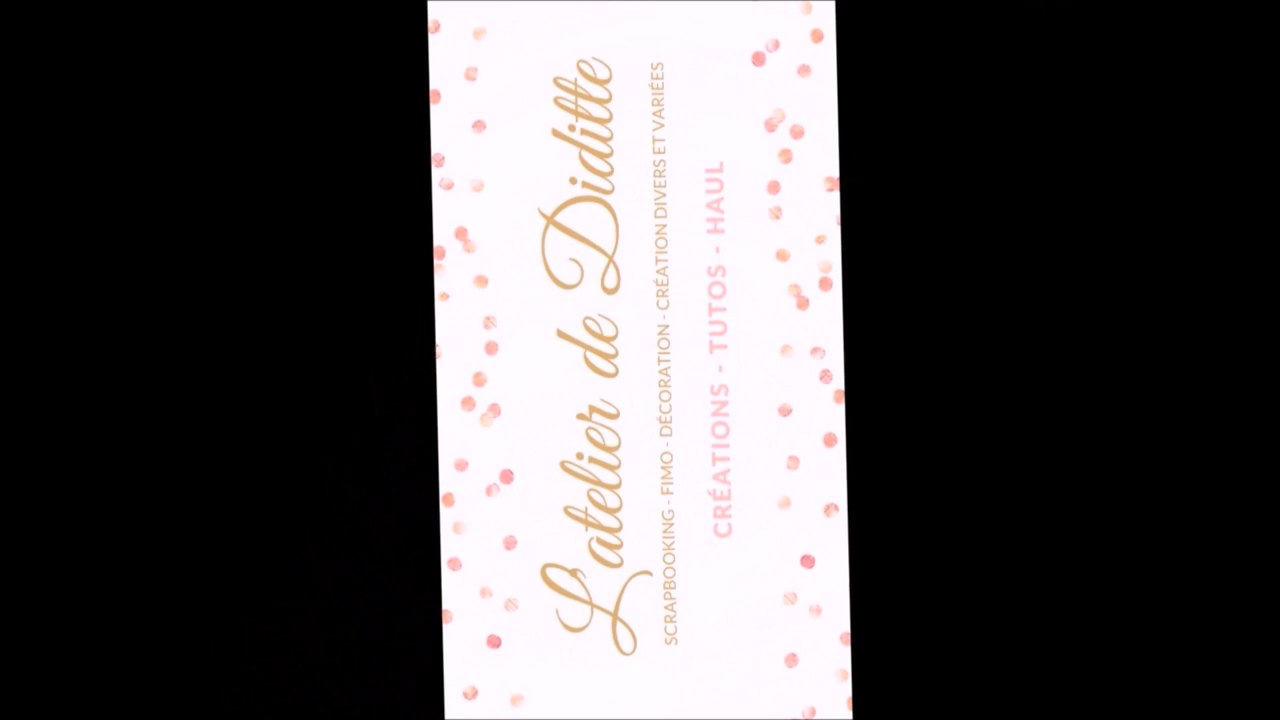 L'atelier de Diditte
SCRAPBOOKING - FIMO - DÉCORATION - CRÉATION DIVERS ET VARIÉES
CRÉATIONS - TUTOS - HAUL